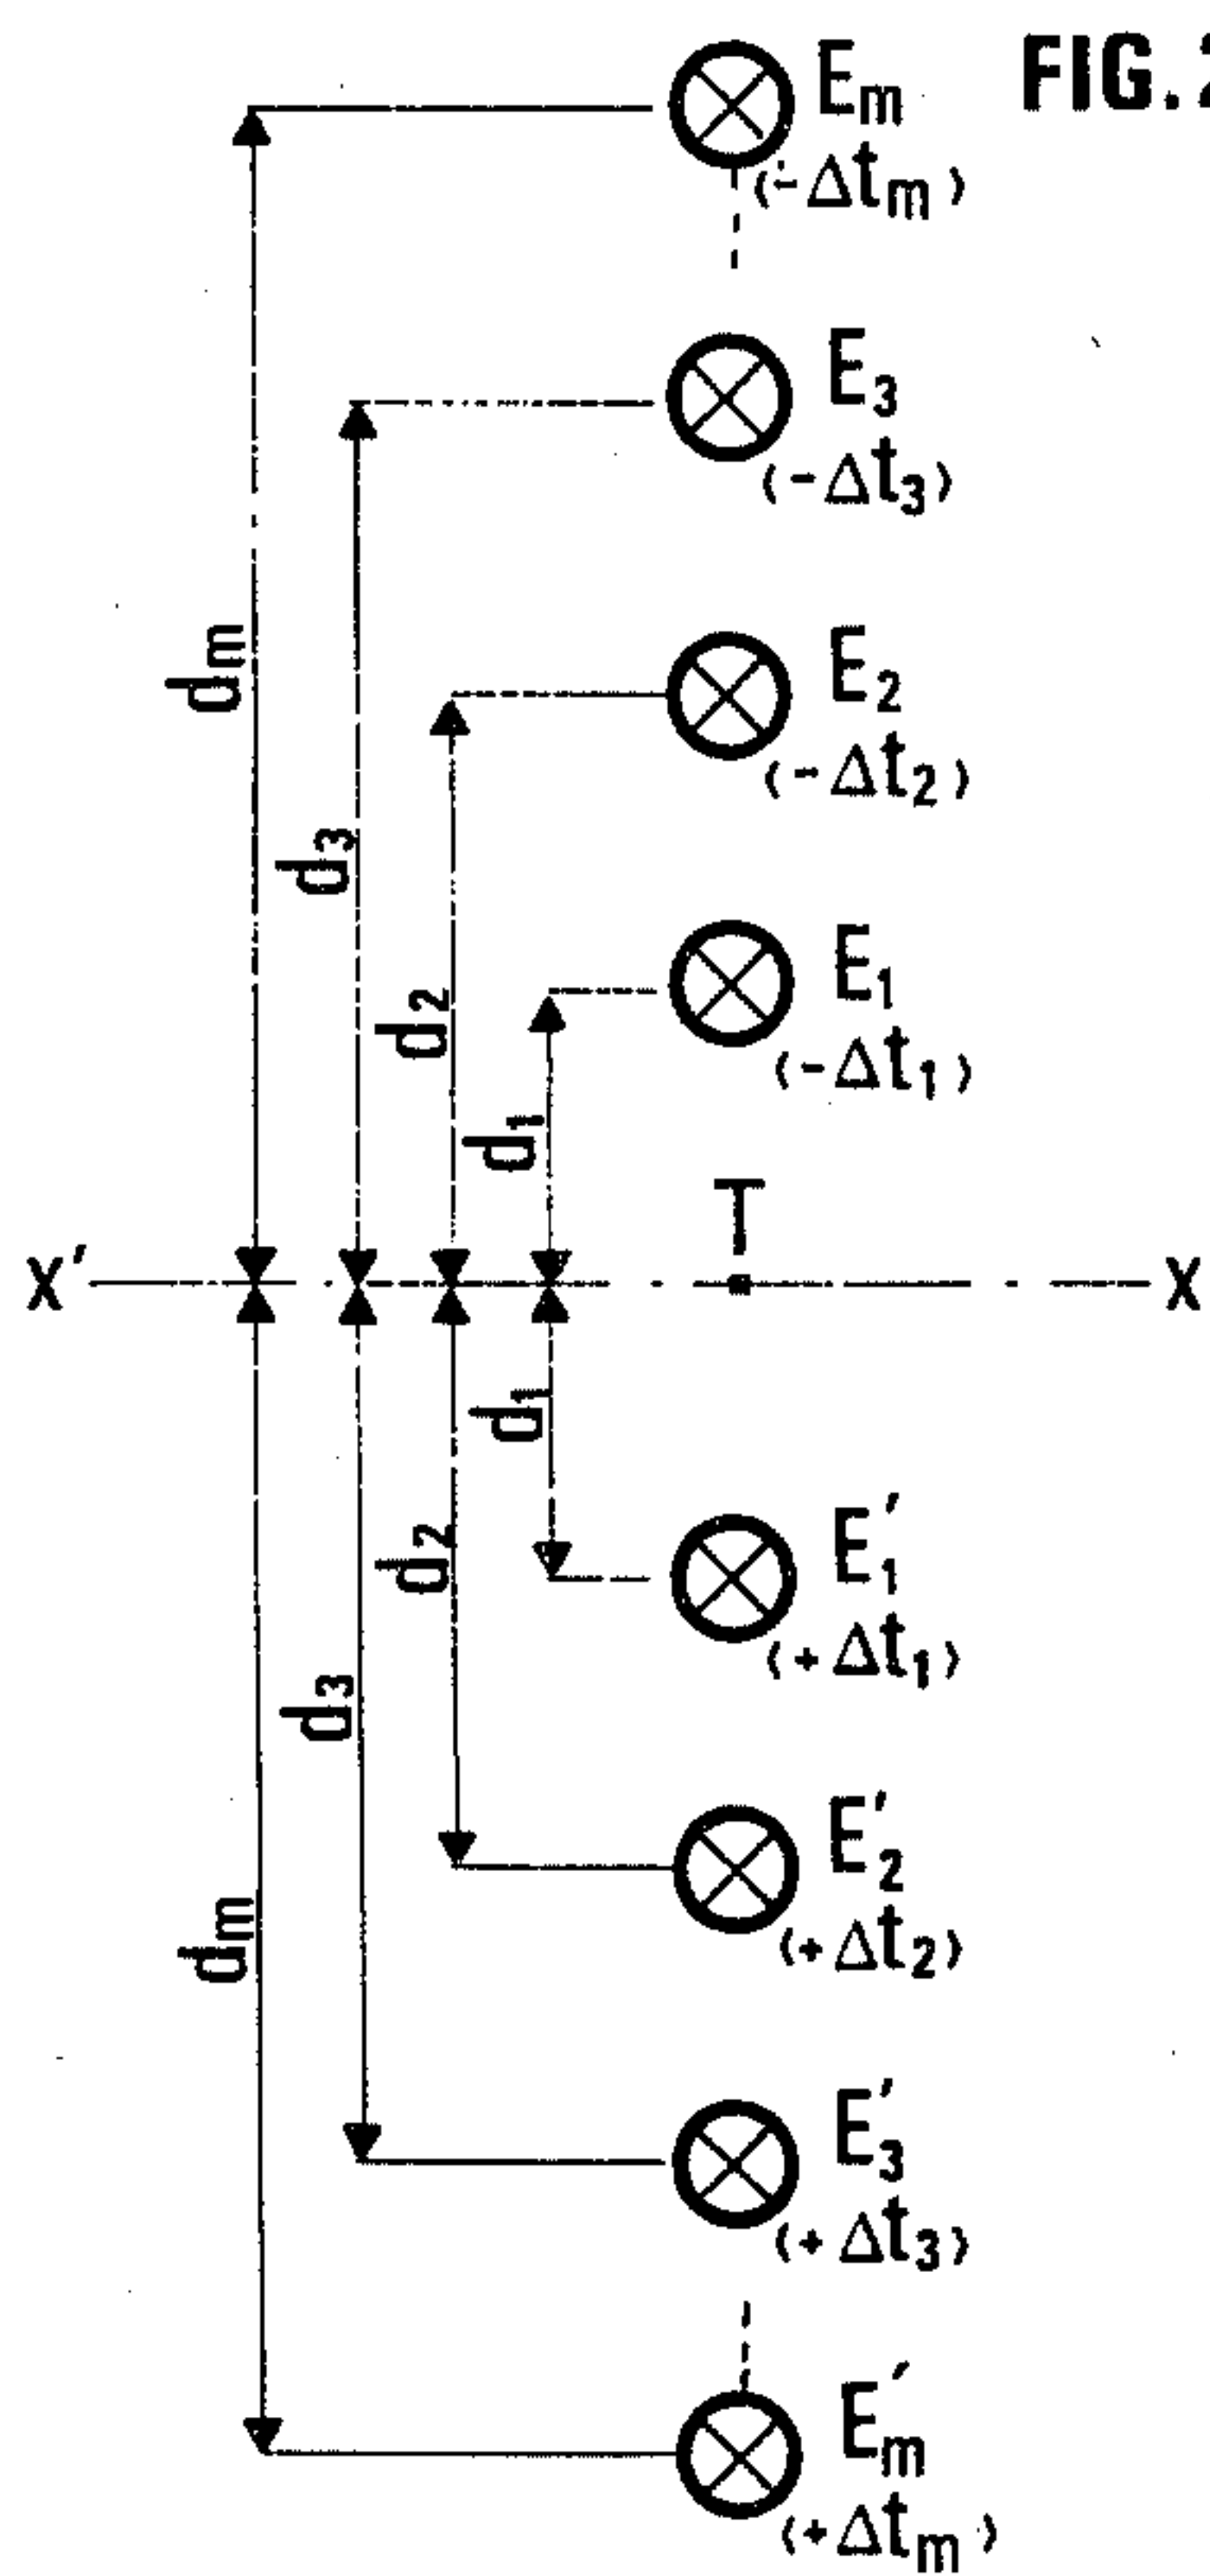 FIG. 2
Em
(-Δtm)
E3
(-Δt3)
E2
(-Δt2)
E1
(-Δt1)
dm
d3
d2
d1
T
X'
X
d1
d2
d3
dm
E'1
(+Δt1)
E'2
(+Δt2)
E'3
(+Δt3)
E'm
(+Δtm)